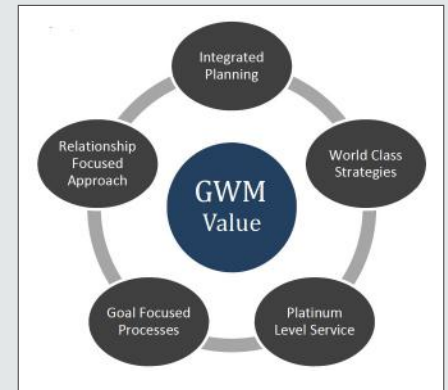 Integrated
Planning
World Class
Strategies
Platinum
Level Service
Goal Focused
Processes
Relationship
Focused
Approach
GWM
Value